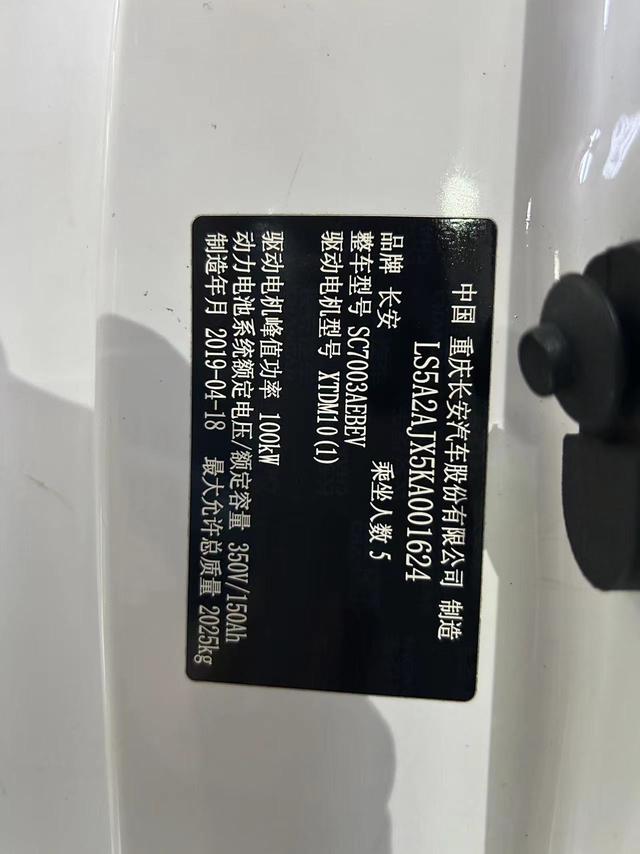 中国 重庆长安汽车股份有限公司 制造
LS5A2AJX5KA001624
品牌 长安 乘坐人数 5
整车型号 SC7003AEBEV
驱动电机型号 XTDM10(1)
驱动电机峰值功率 100kW
动力电池系统额定电压/额定容量 350V/150Ah
制造年月 2019-04-18 最大允许总质量 2025kg